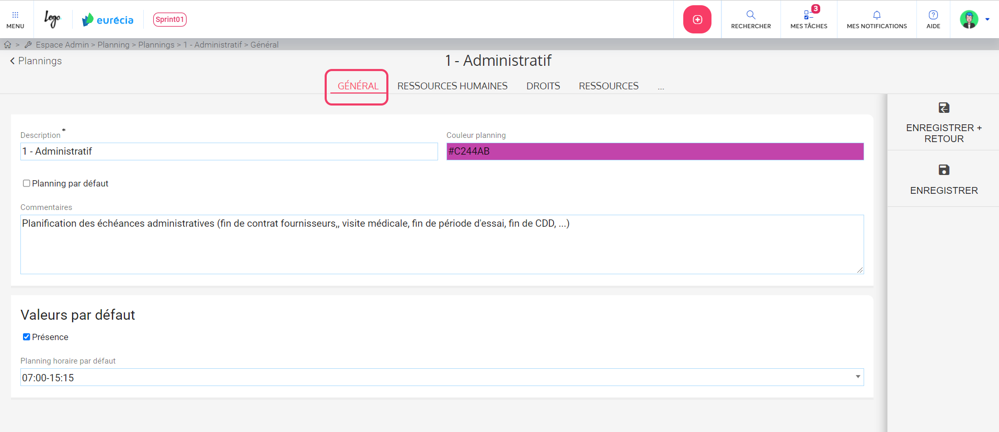 MENU
Logo
eurécia
Sprint01
RECHERCHER
3
MES TÂCHES
MES NOTIFICATIONS
?
AIDE
> Espace Admin > Planning > Plannings > 1 - Administratif > Général
< Plannings
1 - Administratif
GÉNÉRAL
RESSOURCES HUMAINES
DROITS
RESSOURCES
...
Description *
1 - Administratif
Couleur planning
#C244AB
Planning par défaut
Commentaires
Planification des échéances administratives (fin de contrat fournisseurs,, visite médicale, fin de période d'essai, fin de CDD, ...)
Valeurs par défaut
Présence
Planning horaire par défaut
07:00-15:15
ENREGISTRER +
RETOUR
ENREGISTRER